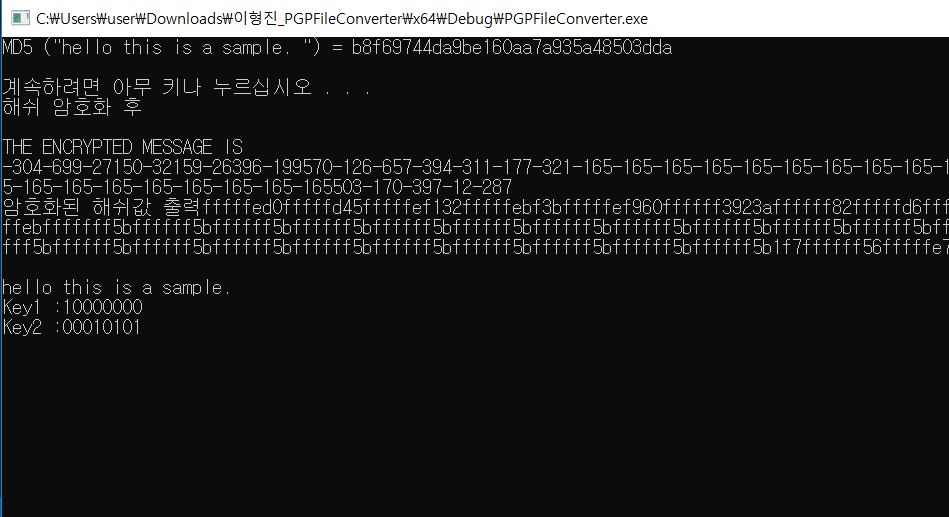 C:₩Users₩user₩Downloads₩이형진_PGPFileConverter₩x64₩Debug₩PGPFileConverter.exe
MD5 ("hello this is a sample. ") = b8f69744da9be160aa7a935a48503dda
계속하려면 아무 키나 누르십시오 . . .
해쉬 암호화 후
THE ENCRYPTED MESSAGE IS
-304-699-27150-32159-26396-199570-126-657-394-311-177-321-165-165-165-165-165-165-165-165-165-165-1
5-165-165-165-165-165-165-165-165503-170-397-12-287
암호화된 해쉬값 출력fffffed0fffffd45fffffef132fffffebf3bfffffef960ffffff3923affffff82fffffd6fff
ffebfffffff5bffffff5bffffff5bffffff5bffffff5bffffff5bffffff5bffffff5bffffff5bffffff5bffffff5bff
fff5bffffff5bffffff5bffffff5bffffff5bffffff5bffffff5bffffff5bffffff5bffffff5b1f7ffffff56fffffe7
hello this is a sample.
Key1 :10000000
Key2 :00010101